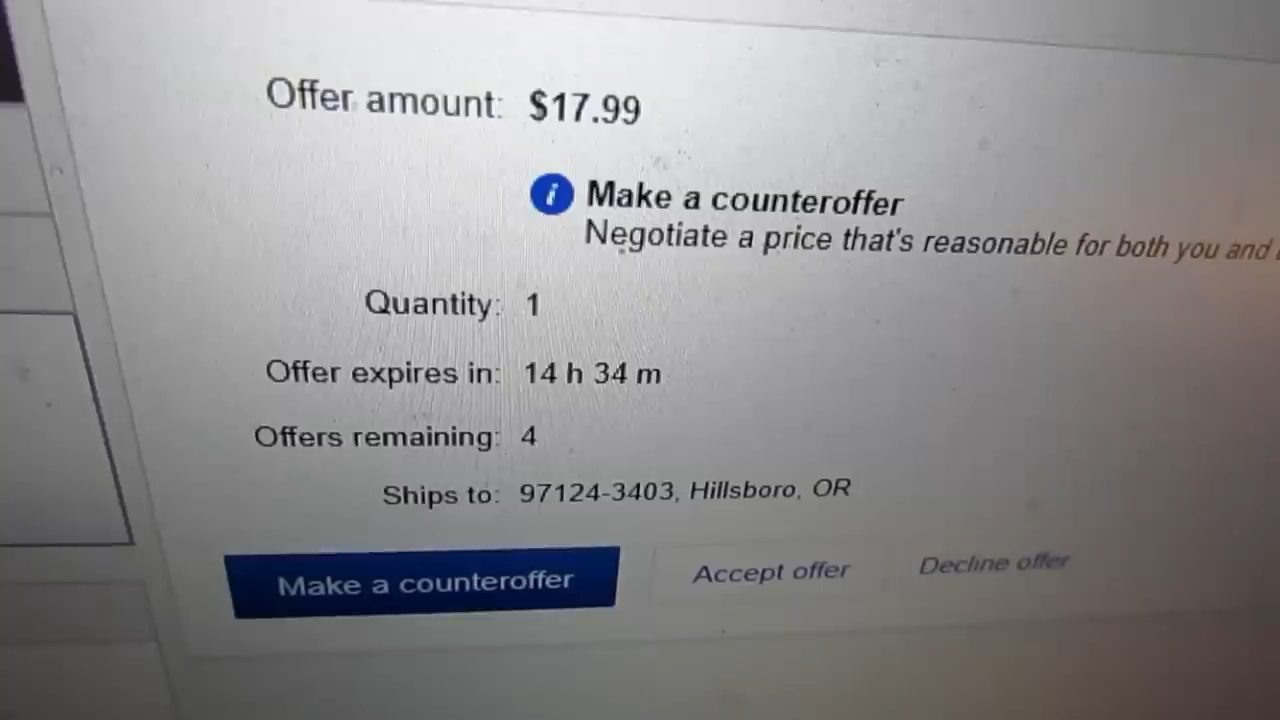 Offer amount: $17.99
i Make a counteroffer
Negotiate a price that's reasonable for both you and
Quantity: 1
Offer expires in: 14 h 34 m
Offers remaining: 4
Ships to: 97124-3403, Hillsboro, OR
Make a counteroffer Accept offer Decline offer